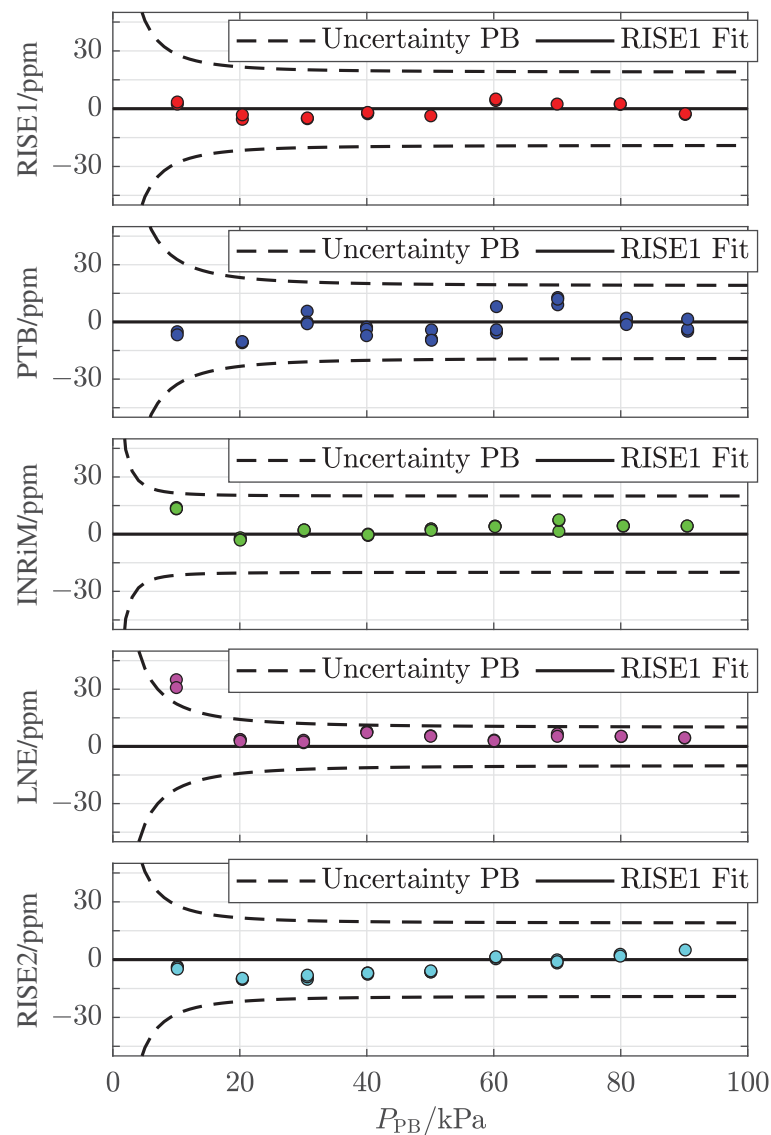 Uncertainty PB RISE1 Fit
30
0
−30
RISE1/ppm
Uncertainty PB RISE1 Fit
30
0
−30
PTB/ppm
Uncertainty PB RISE1 Fit
30
0
−30
INRiM/ppm
Uncertainty PB RISE1 Fit
30
0
−30
LNE/ppm
Uncertainty PB RISE1 Fit
30
0
−30
RISE2/ppm
0 20 40 60 80 100
P_PB/kPa